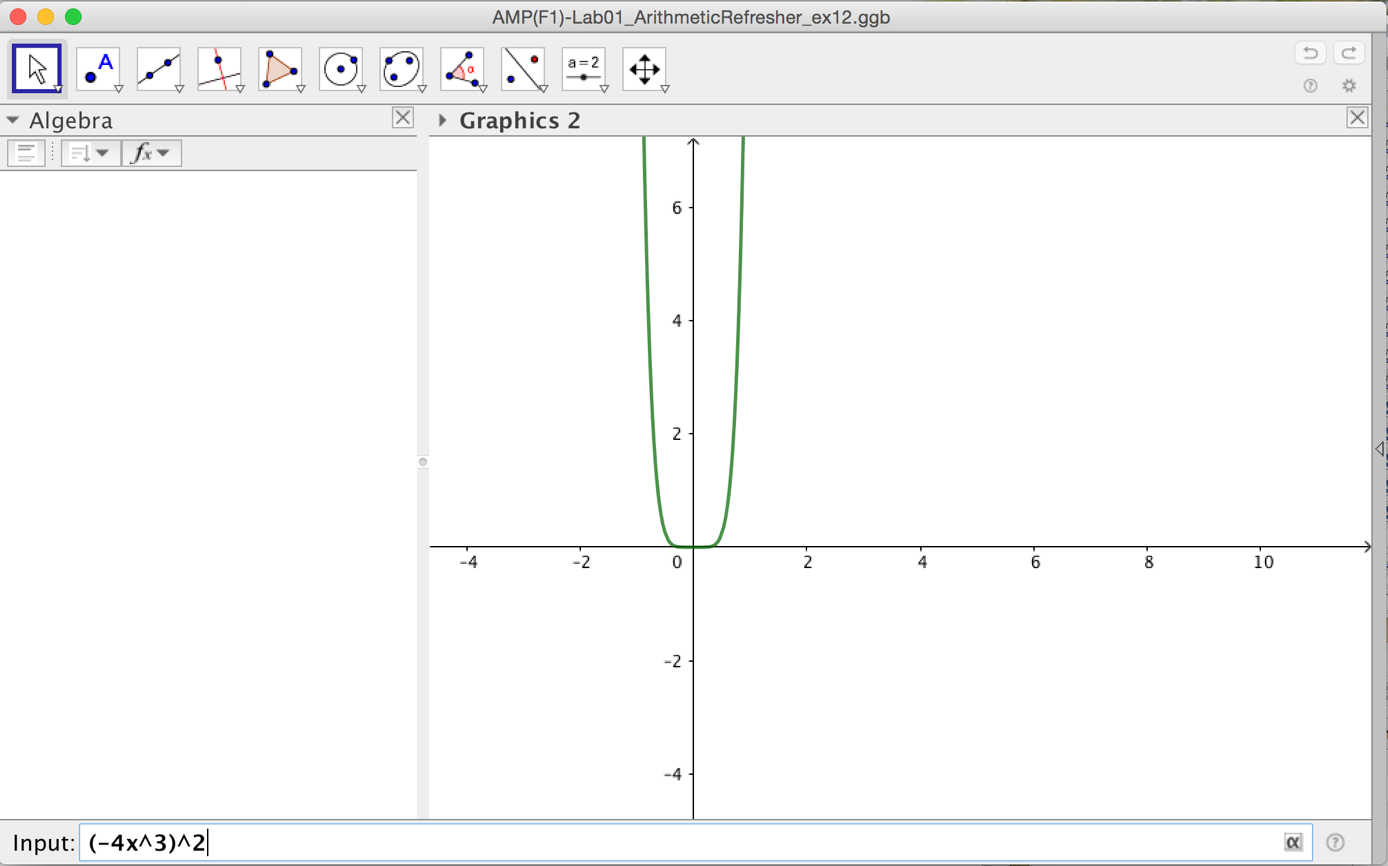 AMP(F1)-Lab01_ArithmeticRefresher_ex12.ggb
A
α
a=2
Algebra
Graphics 2
fx
6
4
2
-4 -2 0 2 4 6 8 10
-2
-4
Input: (-4x^3)^2
α